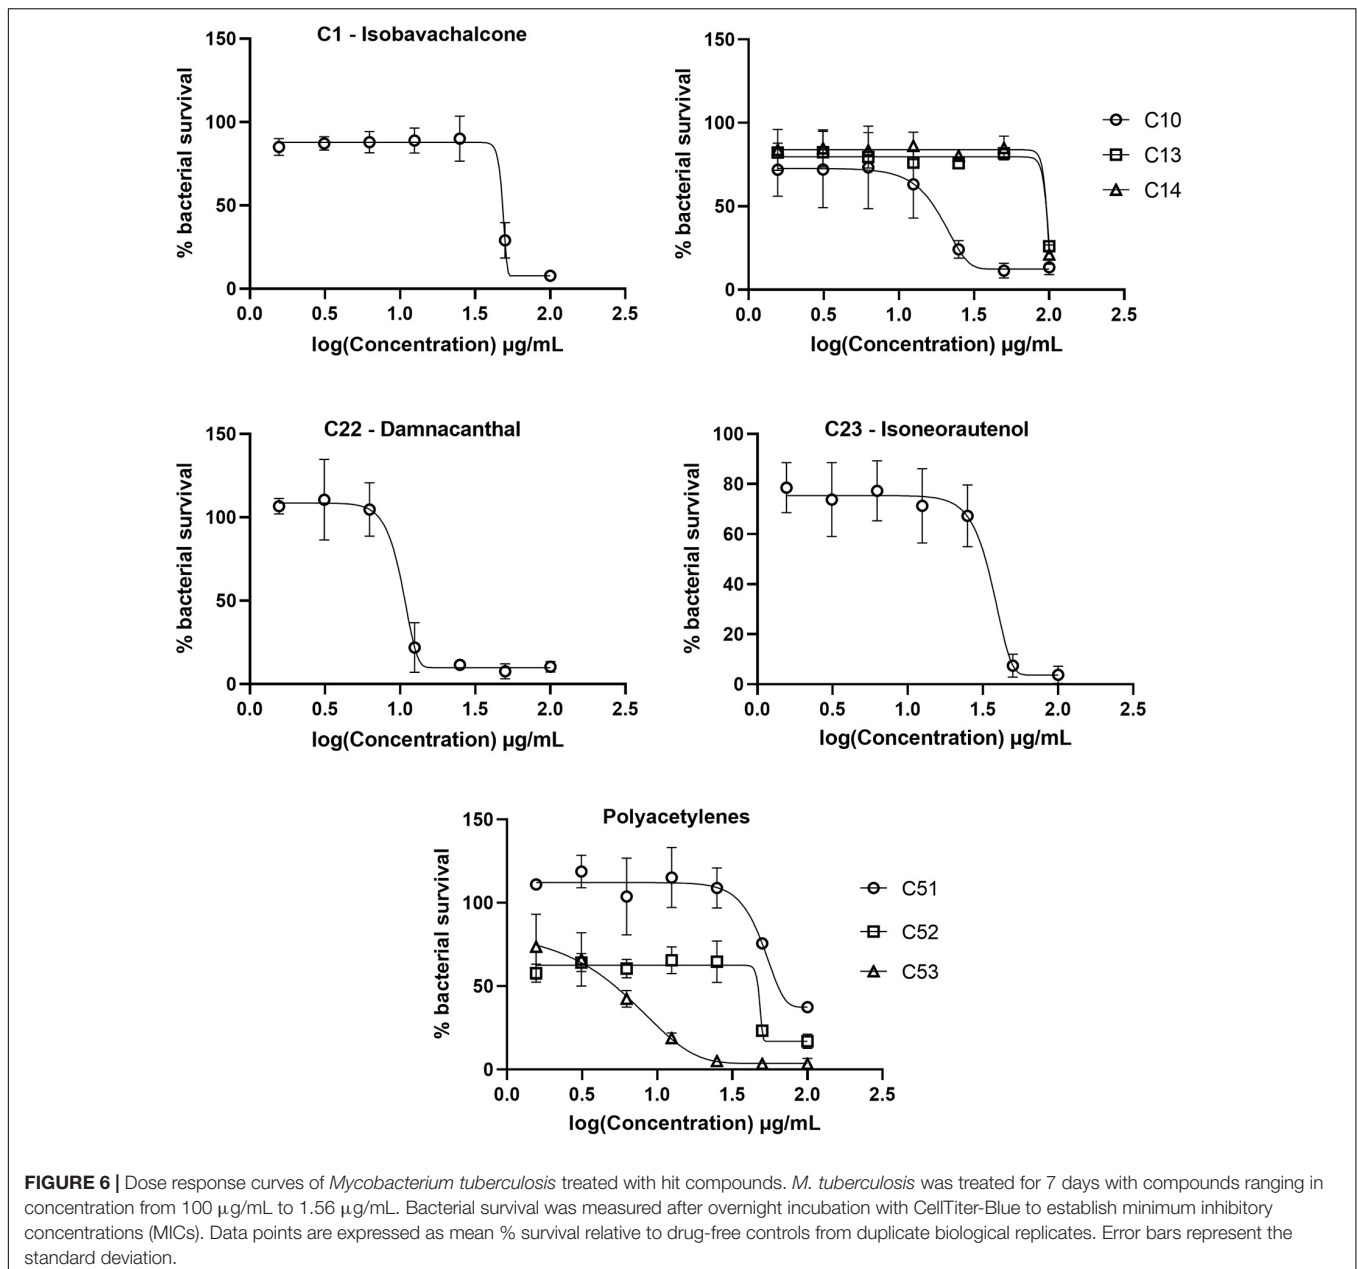 C1 - Isobavachalcone
150
100
50
0
% bacterial survival
0.0 0.5 1.0 1.5 2.0 2.5
log(Concentration) µg/mL
150
100
50
0
% bacterial survival
0.0 0.5 1.0 1.5 2.0 2.5
log(Concentration) µg/mL
C10
C13
C14
C22 - Damnacanthal
150
100
50
0
% bacterial survival
0.0 0.5 1.0 1.5 2.0 2.5
log(Concentration) µg/mL
C23 - Isoneorautenol
100
80
60
40
20
0
% bacterial survival
0.0 0.5 1.0 1.5 2.0 2.5
log(Concentration) µg/mL
Polyacetylenes
150
100
50
0
% bacterial survival
0.0 0.5 1.0 1.5 2.0 2.5
log(Concentration) µg/mL
C51
C52
C53
FIGURE 6 | Dose response curves of Mycobacterium tuberculosis treated with hit compounds. M. tuberculosis was treated for 7 days with compounds ranging in
concentration from 100 µg/mL to 1.56 µg/mL. Bacterial survival was measured after overnight incubation with CellTiter-Blue to establish minimum inhibitory
concentrations (MICs). Data points are expressed as mean % survival relative to drug-free controls from duplicate biological replicates. Error bars represent the
standard deviation.